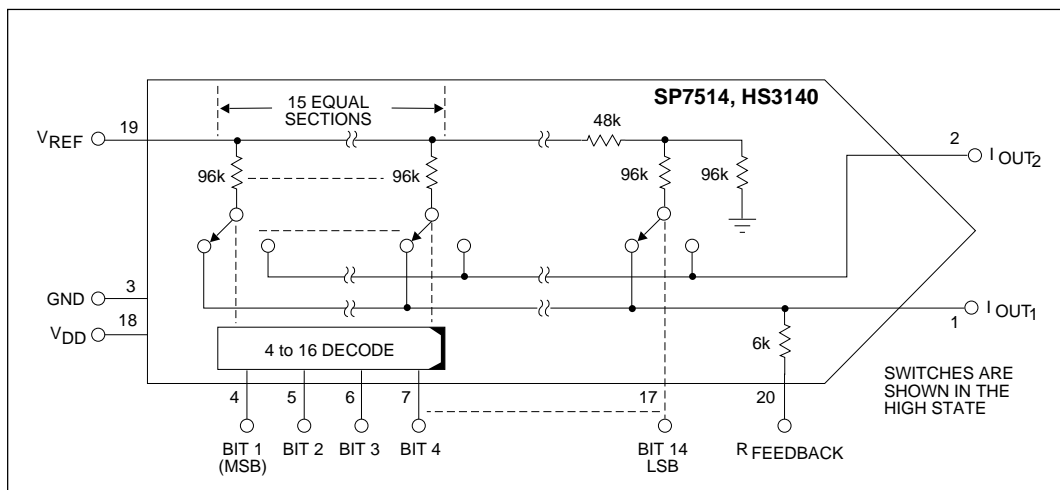 SP7514, HS3140
15 EQUAL
SECTIONS
VREF
19
48k
2
I OUT2
96k
96k
96k
96k
GND
3
VDD
18
I OUT1
1
4 to 16 DECODE
6k
SWITCHES ARE
SHOWN IN THE
HIGH STATE
4
5
6
7
17
20
BIT 1
(MSB)
BIT 2
BIT 3
BIT 4
BIT 14
LSB
R FEEDBACK